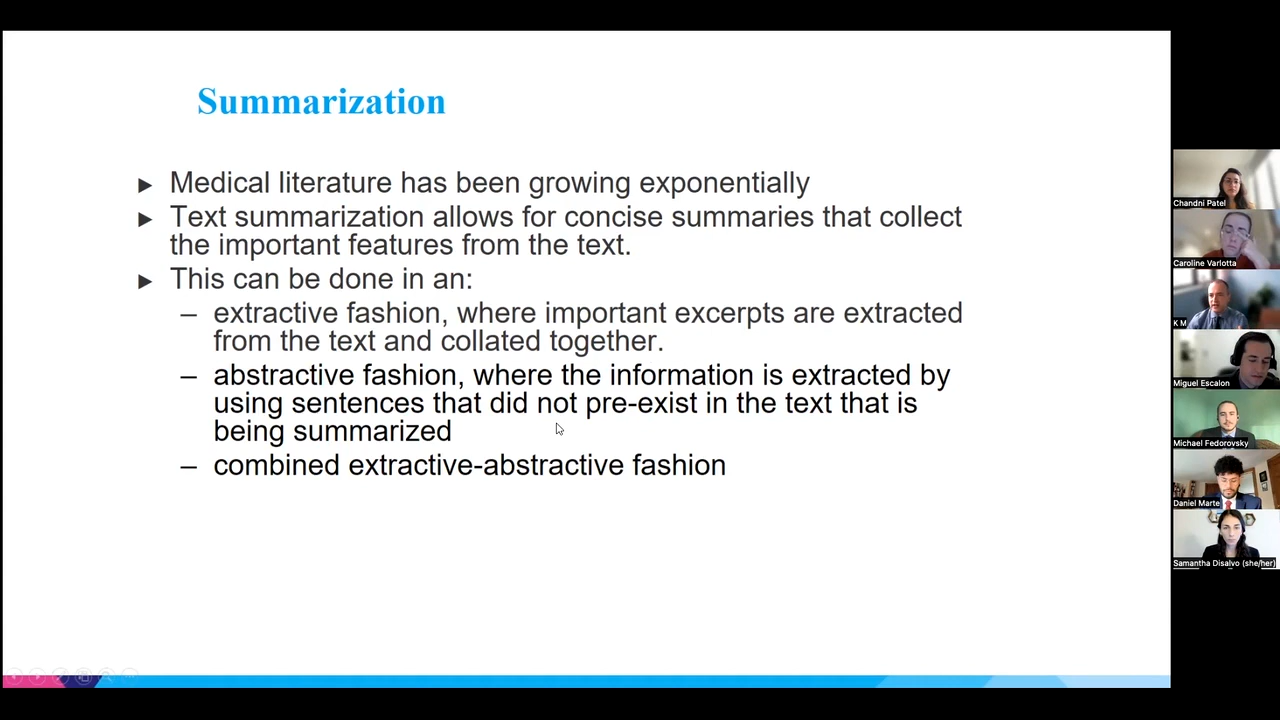 Summarization
Medical literature has been growing exponentially
Text summarization allows for concise summaries that collect
the important features from the text.
This can be done in an:
– extractive fashion, where important excerpts are extracted
from the text and collated together.
– abstractive fashion, where the information is extracted by
using sentences that did not pre-exist in the text that is
being summarized
– combined extractive-abstractive fashion
Chandni Patel
Caroline Varlotta
K M
Miguel Escalon
Michael Fedorovsky
Daniel Marte
Samantha Disalvo (she/her)